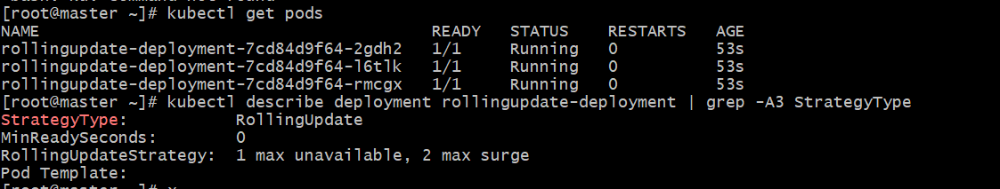 [root@master ~]# kubectl get pods
NAME READY STATUS RESTARTS AGE
rollingupdate-deployment-7cd84d9f64-2gdh2 1/1 Running 0 53s
rollingupdate-deployment-7cd84d9f64-l6tlk 1/1 Running 0 53s
rollingupdate-deployment-7cd84d9f64-rmcgx 1/1 Running 0 53s
[root@master ~]# kubectl describe deployment rollingupdate-deployment | grep -A3 StrategyType
StrategyType: RollingUpdate
MinReadySeconds: 0
RollingUpdateStrategy: 1 max unavailable, 2 max surge
Pod Template:
[root@master ~]#